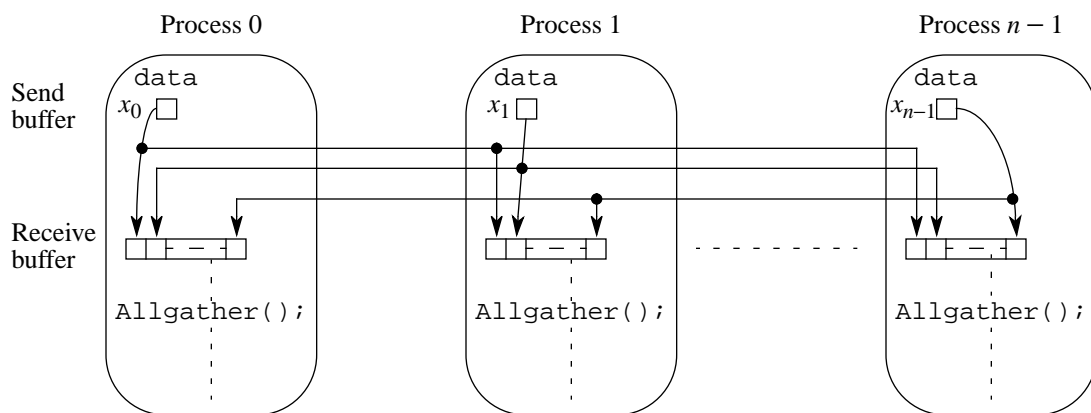 Process 0
Process 1
Process n – 1
Send
buffer
data
x0
data
x1
data
xn–1
Receive
buffer
Allgather();
Allgather();
Allgather();